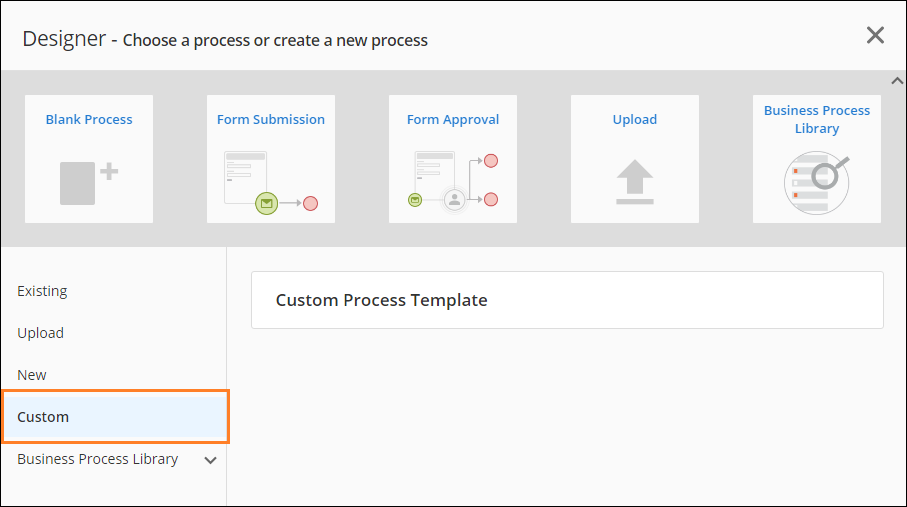 Designer - Choose a process or create a new process
Blank Process
Form Submission
Form Approval
Upload
Business Process
Library
Existing
Upload
New
Custom
Business Process Library
Custom Process Template